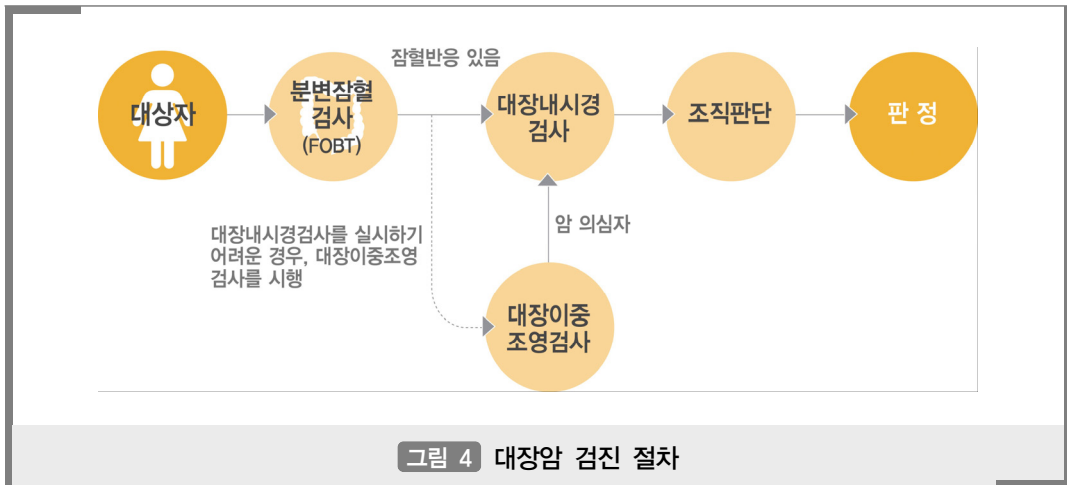 잠혈반응 있음
대상자
분변잠혈
검사
(FOBT)
대장내시경
검사
조직판단
판 정
대장내시경검사를 실시하기
어려운 경우, 대장이중조영
검사를 시행
암 의심자
대장이중
조영검사
그림 4 대장암 검진 절차